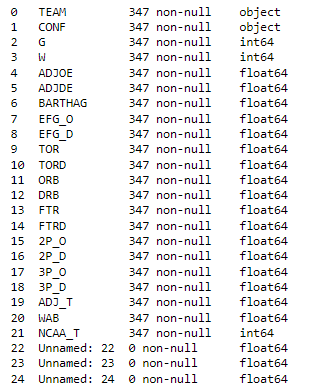 0 TEAM 347 non-null object
1 CONF 347 non-null object
2 G 347 non-null int64
3 W 347 non-null int64
4 ADJOE 347 non-null float64
5 ADJDE 347 non-null float64
6 BARTHAG 347 non-null float64
7 EFG_O 347 non-null float64
8 EFG_D 347 non-null float64
9 TOR 347 non-null float64
10 TORD 347 non-null float64
11 ORB 347 non-null float64
12 DRB 347 non-null float64
13 FTR 347 non-null float64
14 FTRD 347 non-null float64
15 2P_O 347 non-null float64
16 2P_D 347 non-null float64
17 3P_O 347 non-null float64
18 3P_D 347 non-null float64
19 ADJ_T 347 non-null float64
20 WAB 347 non-null float64
21 NCAA_T 347 non-null int64
22 Unnamed: 22 0 non-null float64
23 Unnamed: 23 0 non-null float64
24 Unnamed: 24 0 non-null float64